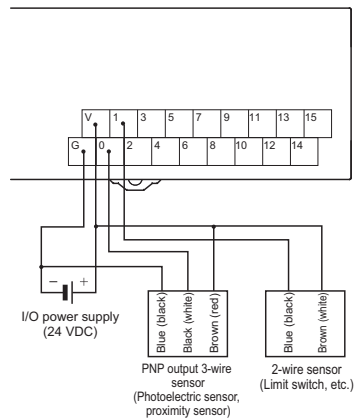 V 1 3 5 7 9 11 13 15
G 0 2 4 6 8 10 12 14
− +
I/O power supply
(24 VDC)
Blue (black)
Black (white)
Brown (red)
Blue (black)
Brown (white)
PNP output 3-wire
sensor
(Photoelectric sensor,
proximity sensor)
2-wire sensor
(Limit switch, etc.)